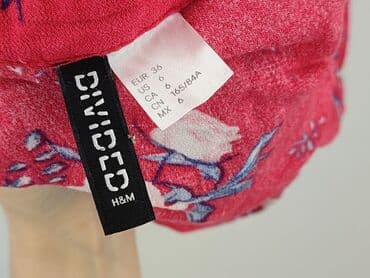 DIVIDED
H&M
EUR 36
US 6
CA 6
CN 165/84A
MX 6